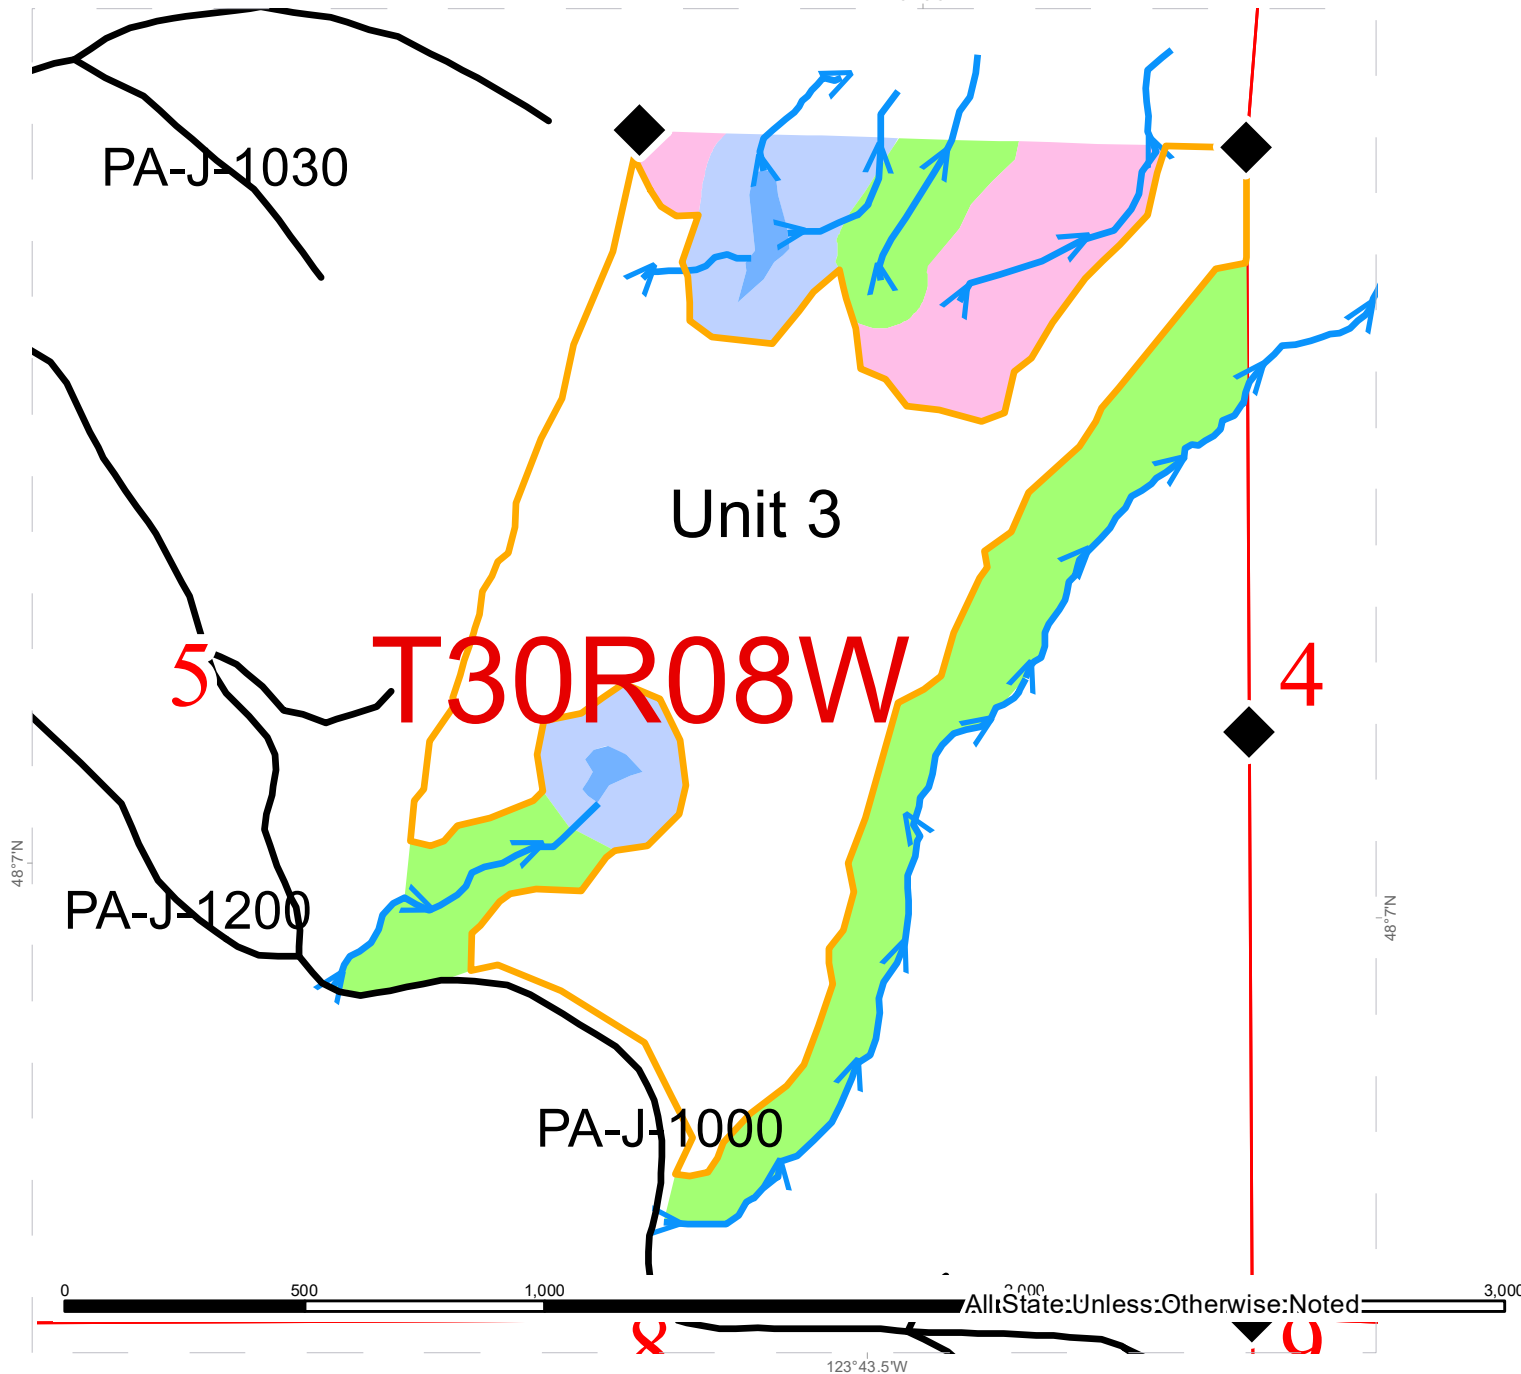 PA-J-1030
Unit 3
T30R08W
5
4
48°7'N
PA-J-1200
48°7'N
PA-J-1000
0 500 1,000 2,000 3,000
All State Unless Otherwise Noted
8
9
123°43.5'W